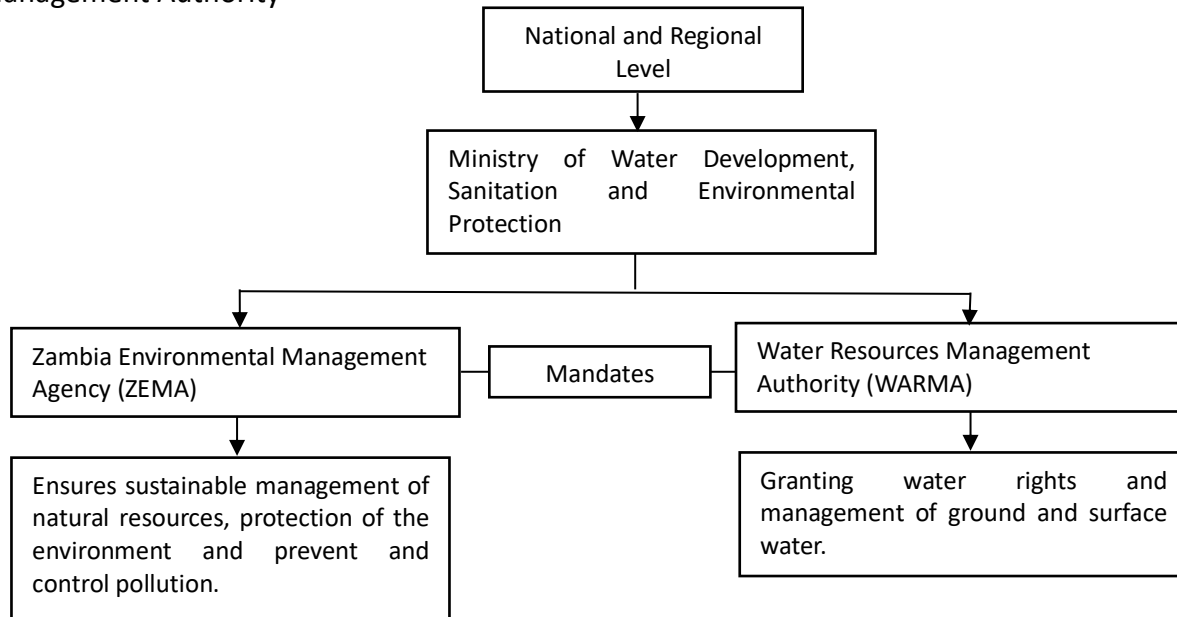 Management Authority
National and Regional
Level
Ministry of Water Development,
Sanitation and Environmental
Protection
Zambia Environmental Management
Agency (ZEMA)
Mandates
Water Resources Management
Authority (WARMA)
Ensures sustainable management of
natural resources, protection of the
environment and prevent and
control pollution.
Granting water rights and
management of ground and surface
water.